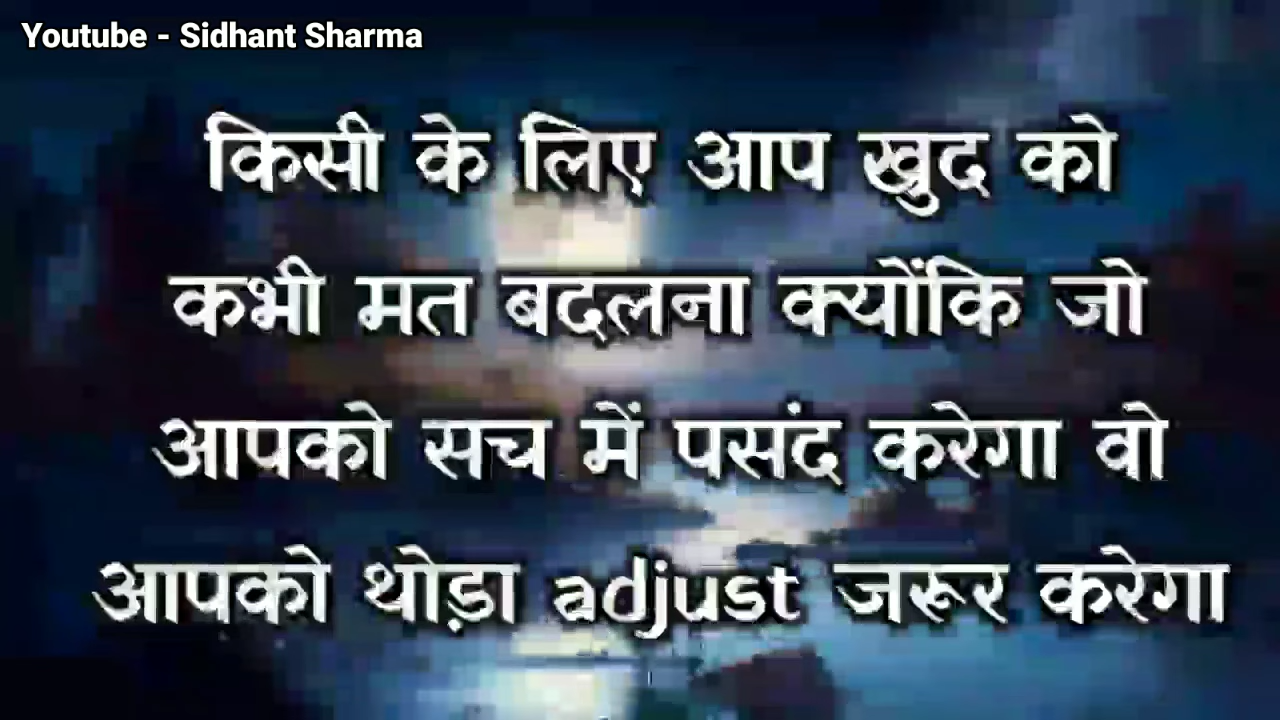 Youtube - Sidhant Sharma
किसी के लिए आप खुद को
कभी मत बदलना क्योंकि जो
आपको सच में पसंद करेगा वो
आपको थोड़ा adjust जरूर करेगा